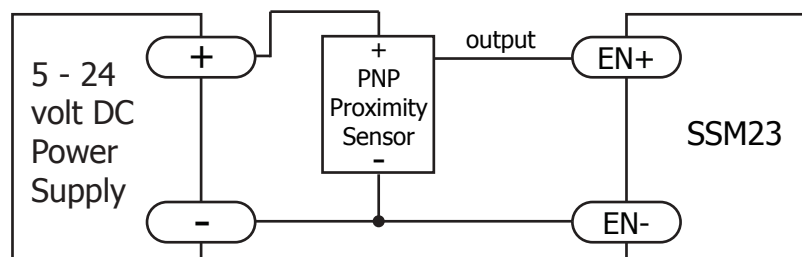 5 - 24
volt DC
Power
Supply
+
-
+
PNP
Proximity
Sensor
-
output
EN+
EN-
SSM23